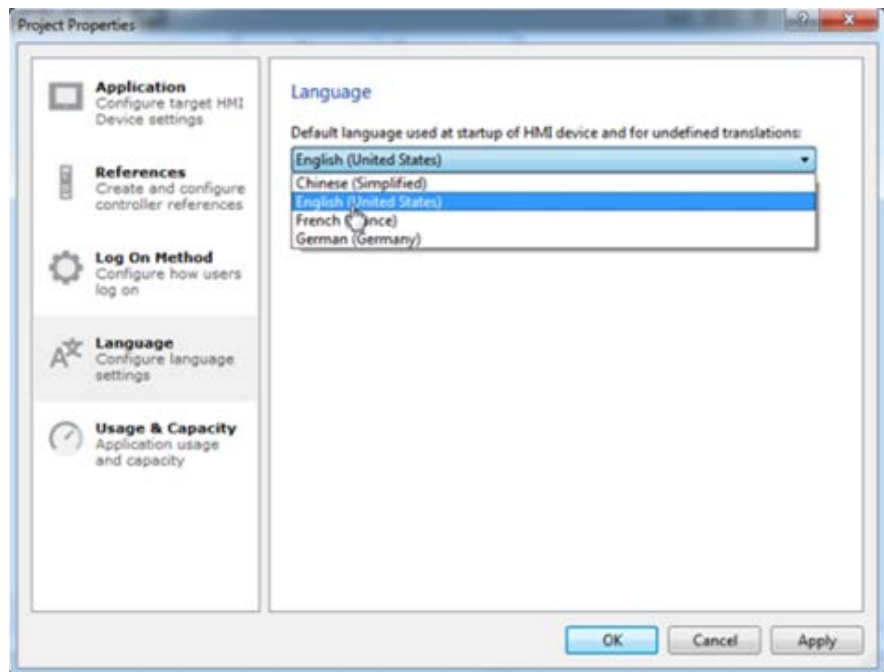 Project Properties
Application
Configure target HMI
Device settings
References
Create and configure
controller references
Log On Method
Configure how users
log on
Language
Configure language
settings
Usage & Capacity
Application usage
and capacity
Language
Default language used at startup of HMI device and for undefined translations:
English (United States)
Chinese (Simplified)
English (United States)
French
German (Germany)
OK
Cancel
Apply